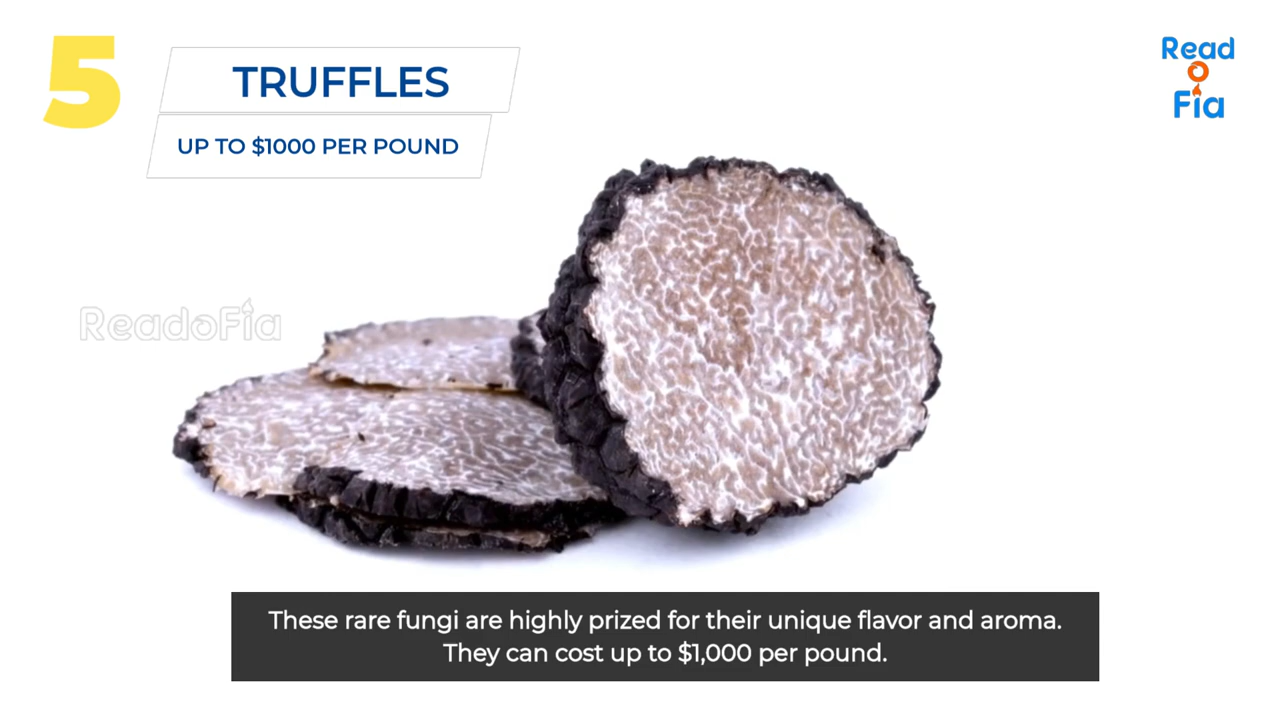 5
TRUFFLES
UP TO $1000 PER POUND
Read
o
Fia
ReadoFia
These rare fungi are highly prized for their unique flavor and aroma.
They can cost up to $1,000 per pound.